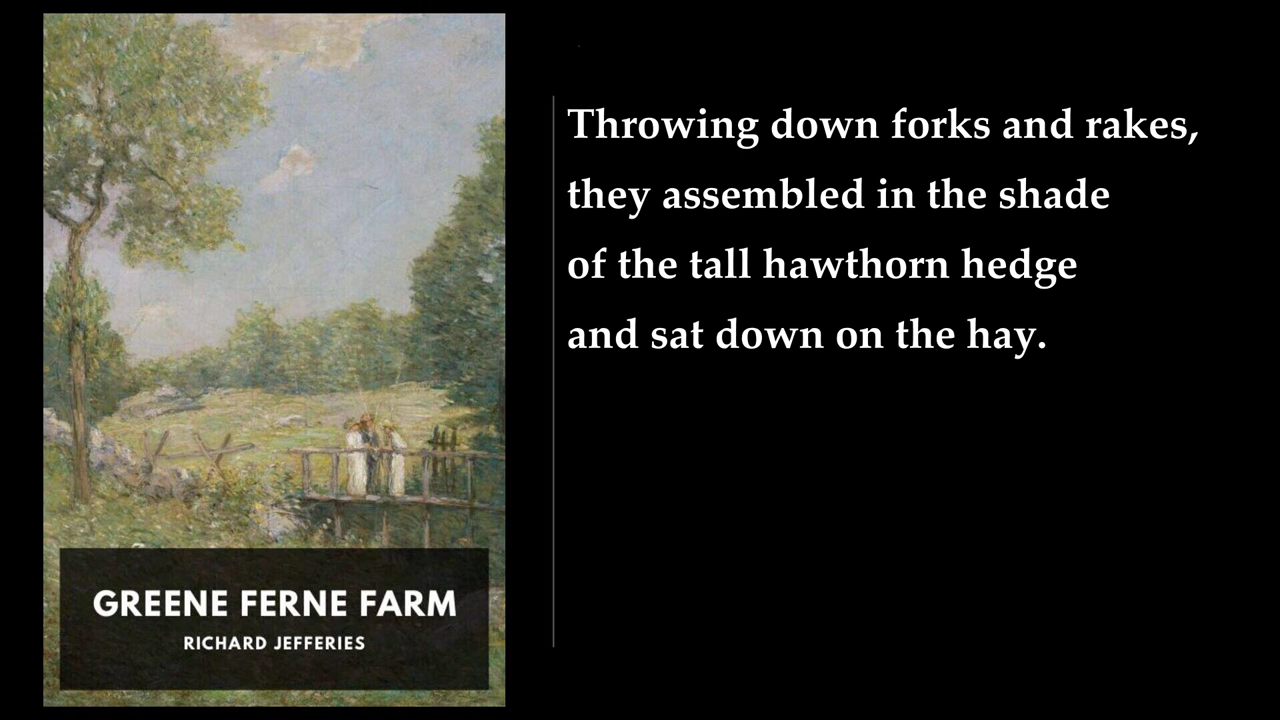 GREENE FERNE FARM
RICHARD JEFFERIES
Throwing down forks and rakes,
they assembled in the shade
of the tall hawthorn hedge
and sat down on the hay.